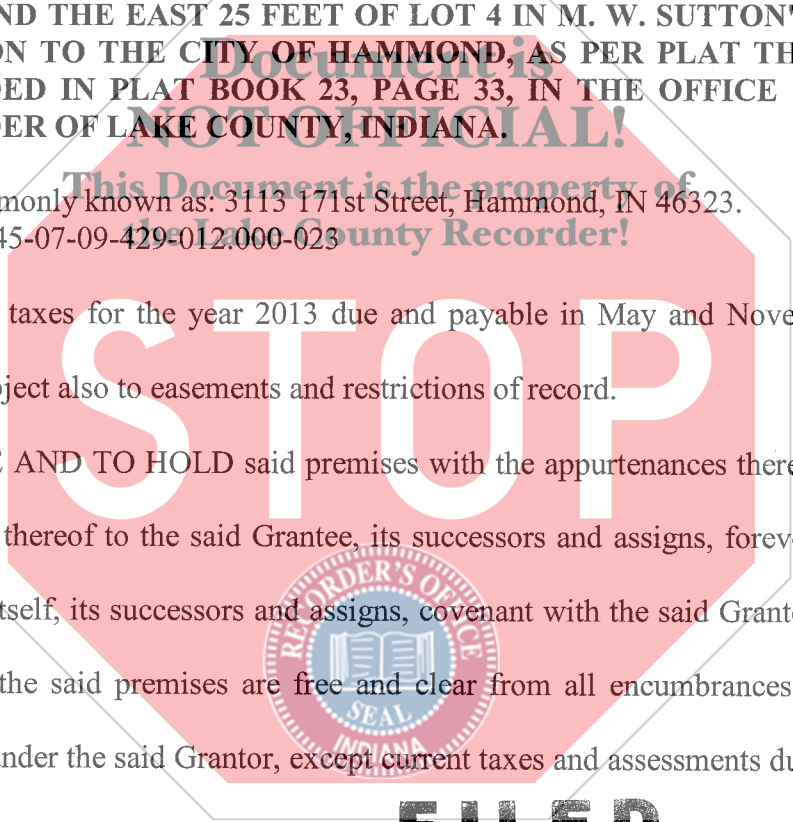 ND THE EAST 25 FEET OF LOT 4 IN M. W. SUTTON'
ON TO THE CITY OF HAMMOND, AS PER PLAT TH
DED IN PLAT BOOK 23, PAGE 33, IN THE OFFICE
DER OF LAKE COUNTY, INDIANA.
Document is
NOT OFFICIAL!
This Document is the property of
the Lake County Recorder!
monly known as: 3113 171st Street, Hammond, IN 46323.
45-07-09-429-012.000-023
taxes for the year 2013 due and payable in May and Nove
STOP
bject also to easements and restrictions of record.
E AND TO HOLD said premises with the appurtenances there
thereof to the said Grantee, its successors and assigns, forev
itself, its successors and assigns, covenant with the said Grant
the said premises are free and clear from all encumbrances
under the said Grantor, except current taxes and assessments du
RECORDER'S OFFICE
SEAL
INDIANA
FILED